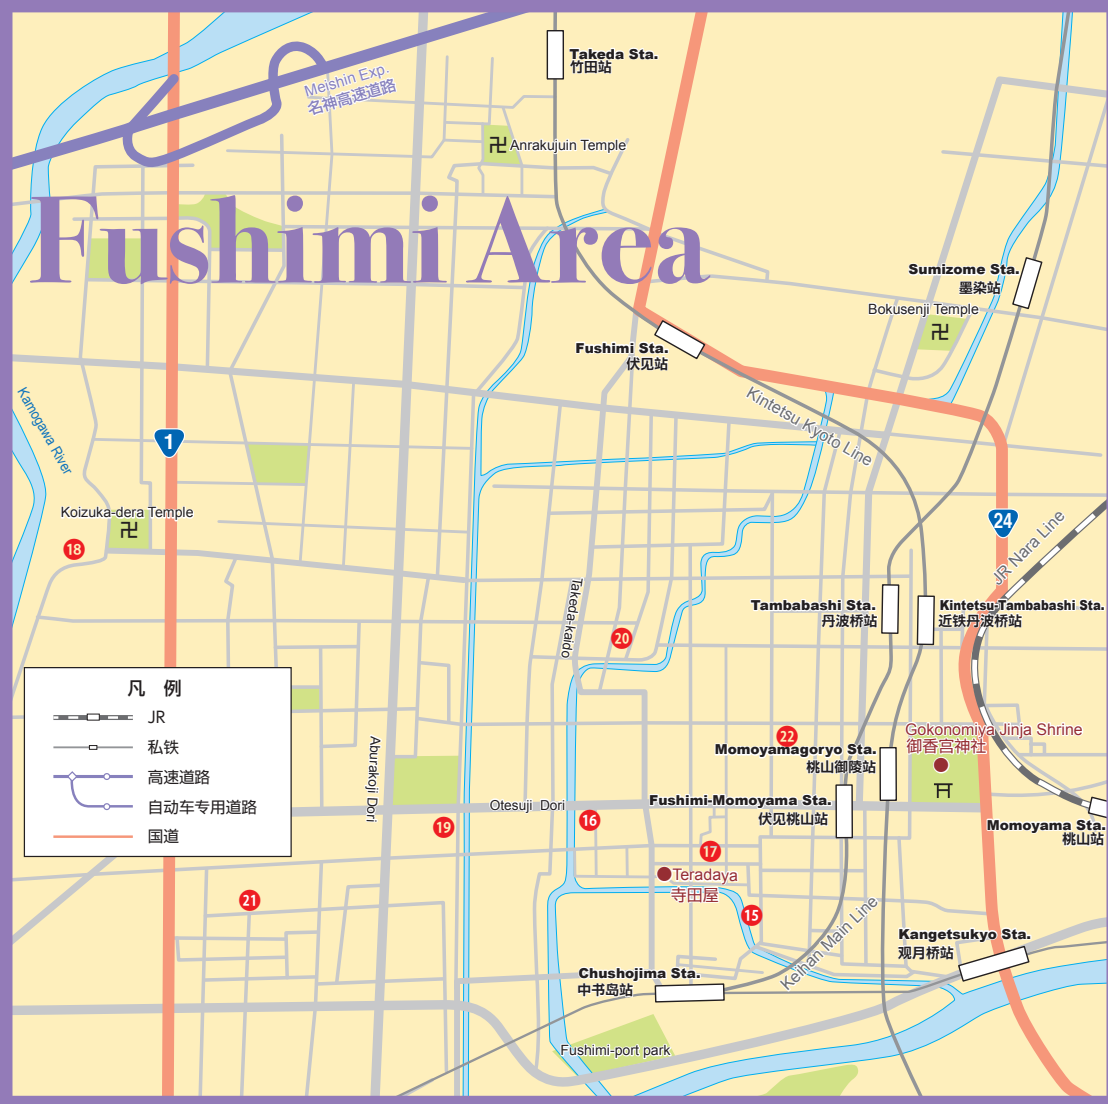 Takeda Sta.
竹田站
Meishin Exp.
名神高速道路
Anrakujuin Temple
Fushimi Area
Sumizome Sta.
墨染站
Bokusenji Temple
Fushimi Sta.
伏见站
Kintetsu Kyoto Line
Kamogawa River
1
Koizuka-dera Temple
18
24
JR Nara Line
Takeda-kaido
Tambabashi Sta.
丹波桥站
Kintetsu-Tambabashi Sta.
近铁丹波桥站
20
凡 例
JR
私铁
高速道路
自动车专用道路
国道
22
Gokonomiya Jinja Shrine
御香宫神社
Momoyamagoryo Sta.
桃山御陵站
Aburakoji Dori
Otesuji Dori
Fushimi-Momoyama Sta.
伏见桃山站
Momoyama Sta.
桃山站
19
16
17
Teradaya
寺田屋
21
15
Keihan Main Line
Kangetsukyo Sta.
观月桥站
Chushojima Sta.
中书岛站
Fushimi-port park